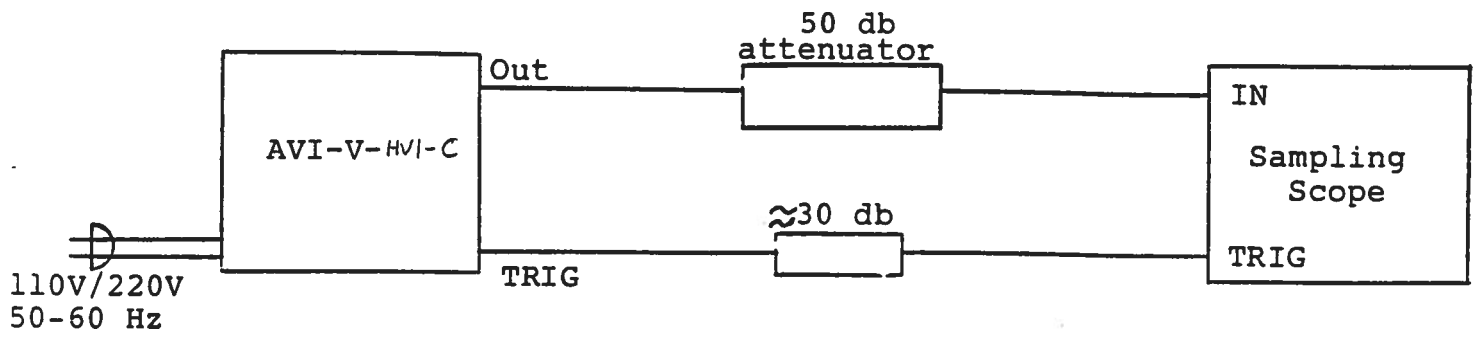 50 db
attenuator
Out
IN
AVI-V-HVI-C
Sampling
Scope
≈30 db
TRIG
TRIG
110V/220V
50-60 Hz